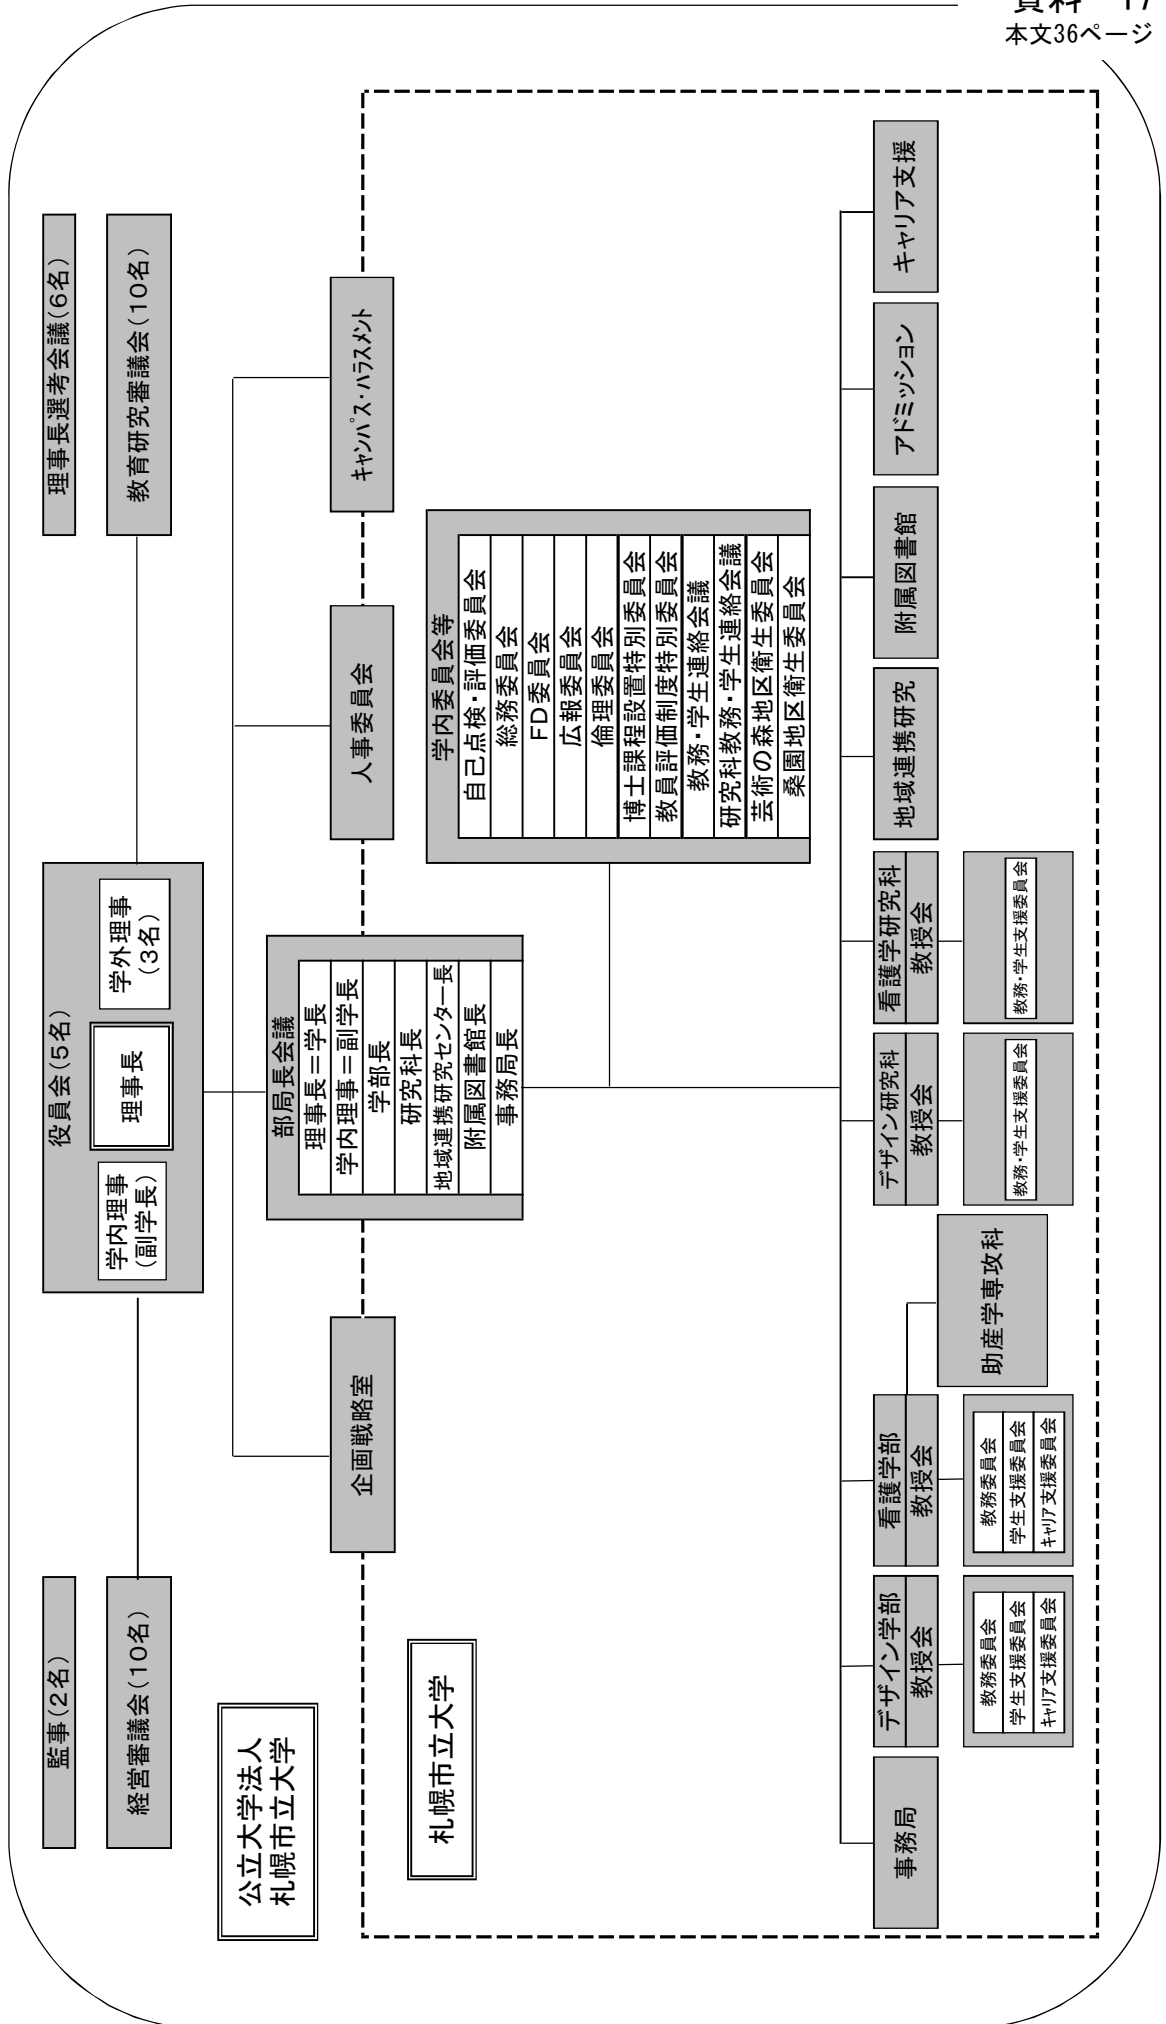 資料 17
本文36ページ
監事(2名)
経営審議会(10名)
役員会(5名)
学内理事
(副学長)
理事長
学外理事
(3名)
理事長選考会議(6名)
教育研究審議会(10名)
公立大学法人
札幌市立大学
企画戦略室
部局長会議
理事長=学長
学内理事=副学長
学部長
研究科長
地域連携研究センター長
附属図書館長
事務局長
人事委員会
キャンパス・ハラスメント
札幌市立大学
学内委員会等
自己点検・評価委員会
総務委員会
FD委員会
広報委員会
倫理委員会
博士課程設置特別委員会
教員評価制度特別委員会
教務・学生連絡会議
研究科教務・学生連絡会議
芸術の森地区衛生委員会
桑園地区衛生委員会
事務局
デザイン学部
教授会
教務委員会
学生支援委員会
キャリア支援委員会
看護学部
教授会
教務委員会
学生支援委員会
キャリア支援委員会
助産学専攻科
デザイン研究科
教授会
教務・学生支援委員会
看護学研究科
教授会
教務・学生支援委員会
地域連携研究
附属図書館
アドミッション
キャリア支援